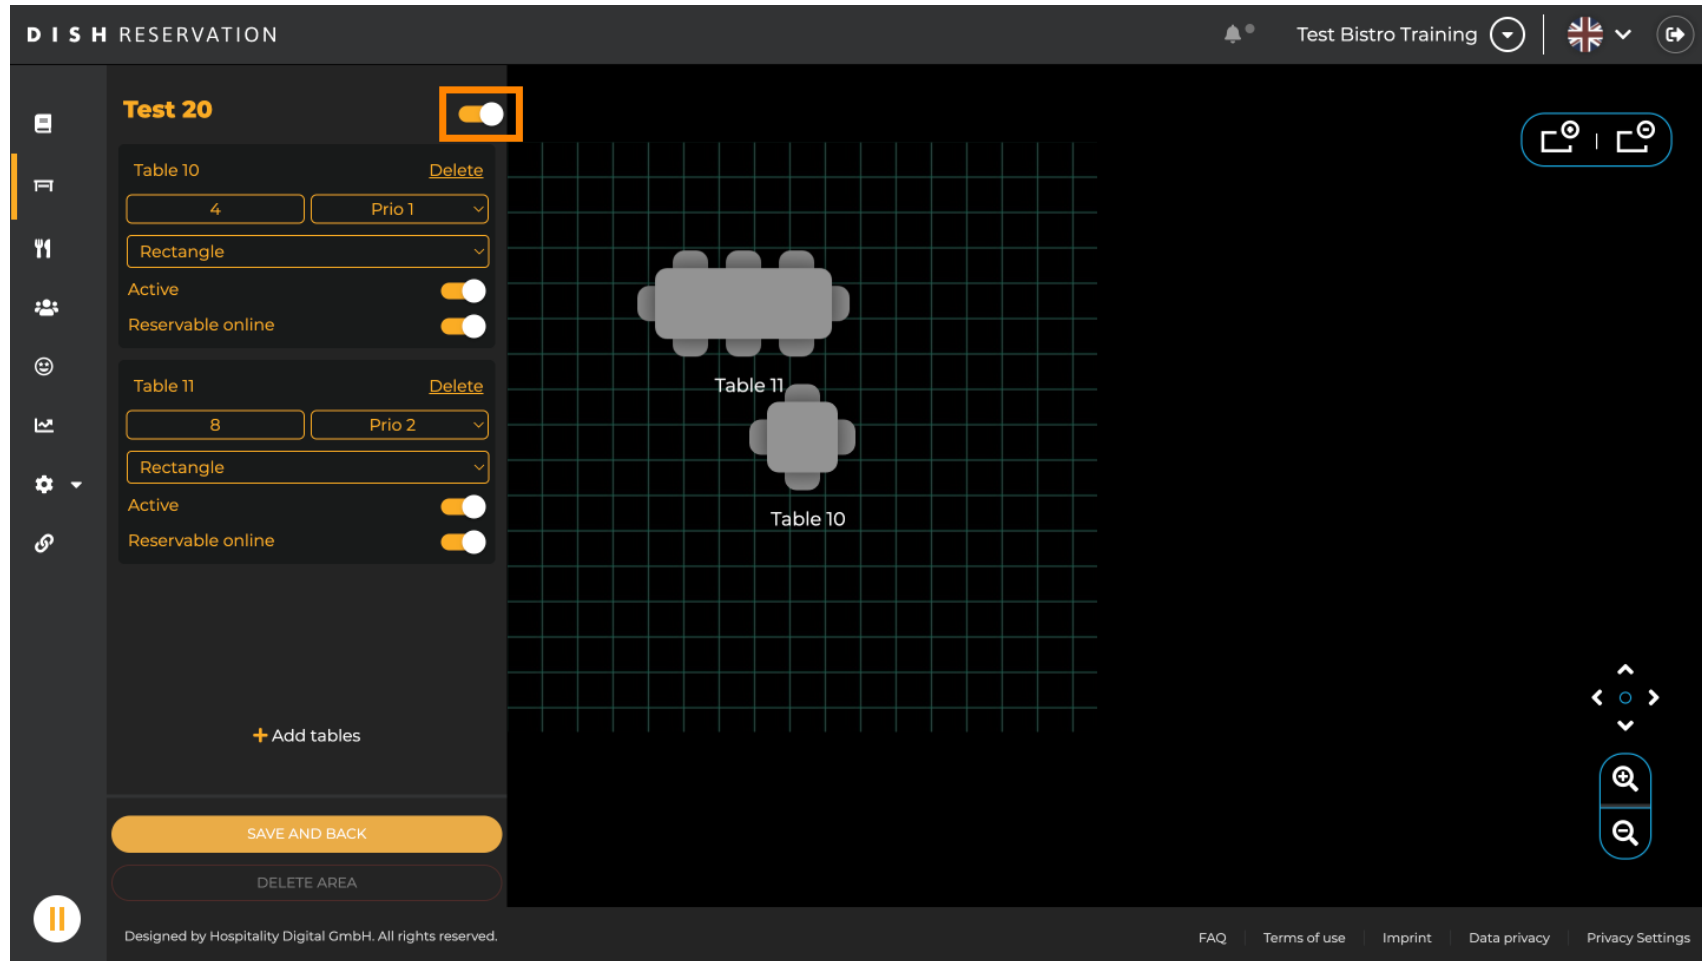 DISH RESERVATION
Test Bistro Training
Test 20
Table 10
Delete
4
Prio 1
Rectangle
Active
Reservable online
Table 11
Delete
8
Prio 2
Rectangle
Active
Reservable online
+ Add tables
SAVE AND BACK
DELETE AREA
Table 11
Table 10
Designed by Hospitality Digital GmbH. All rights reserved.
FAQ
Terms of use
Imprint
Data privacy
Privacy Settings